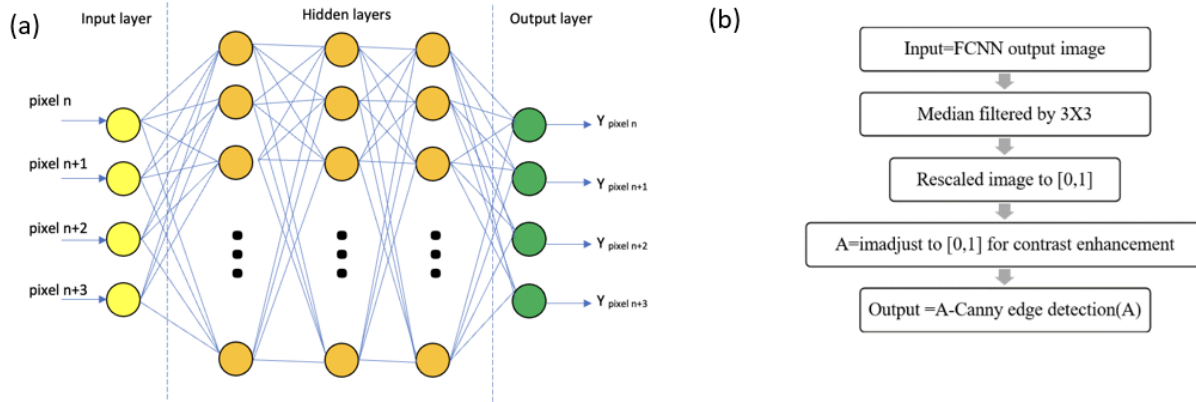 (a)
Input layer
Hidden layers
Output layer
pixel n
pixel n+1
pixel n+2
pixel n+3
Y pixel n
Y pixel n+1
Y pixel n+2
Y pixel n+3
(b)
Input=FCNN output image
Median filtered by 3X3
Rescaled image to [0,1]
A=imadjust to [0,1] for contrast enhancement
Output =A-Canny edge detection(A)